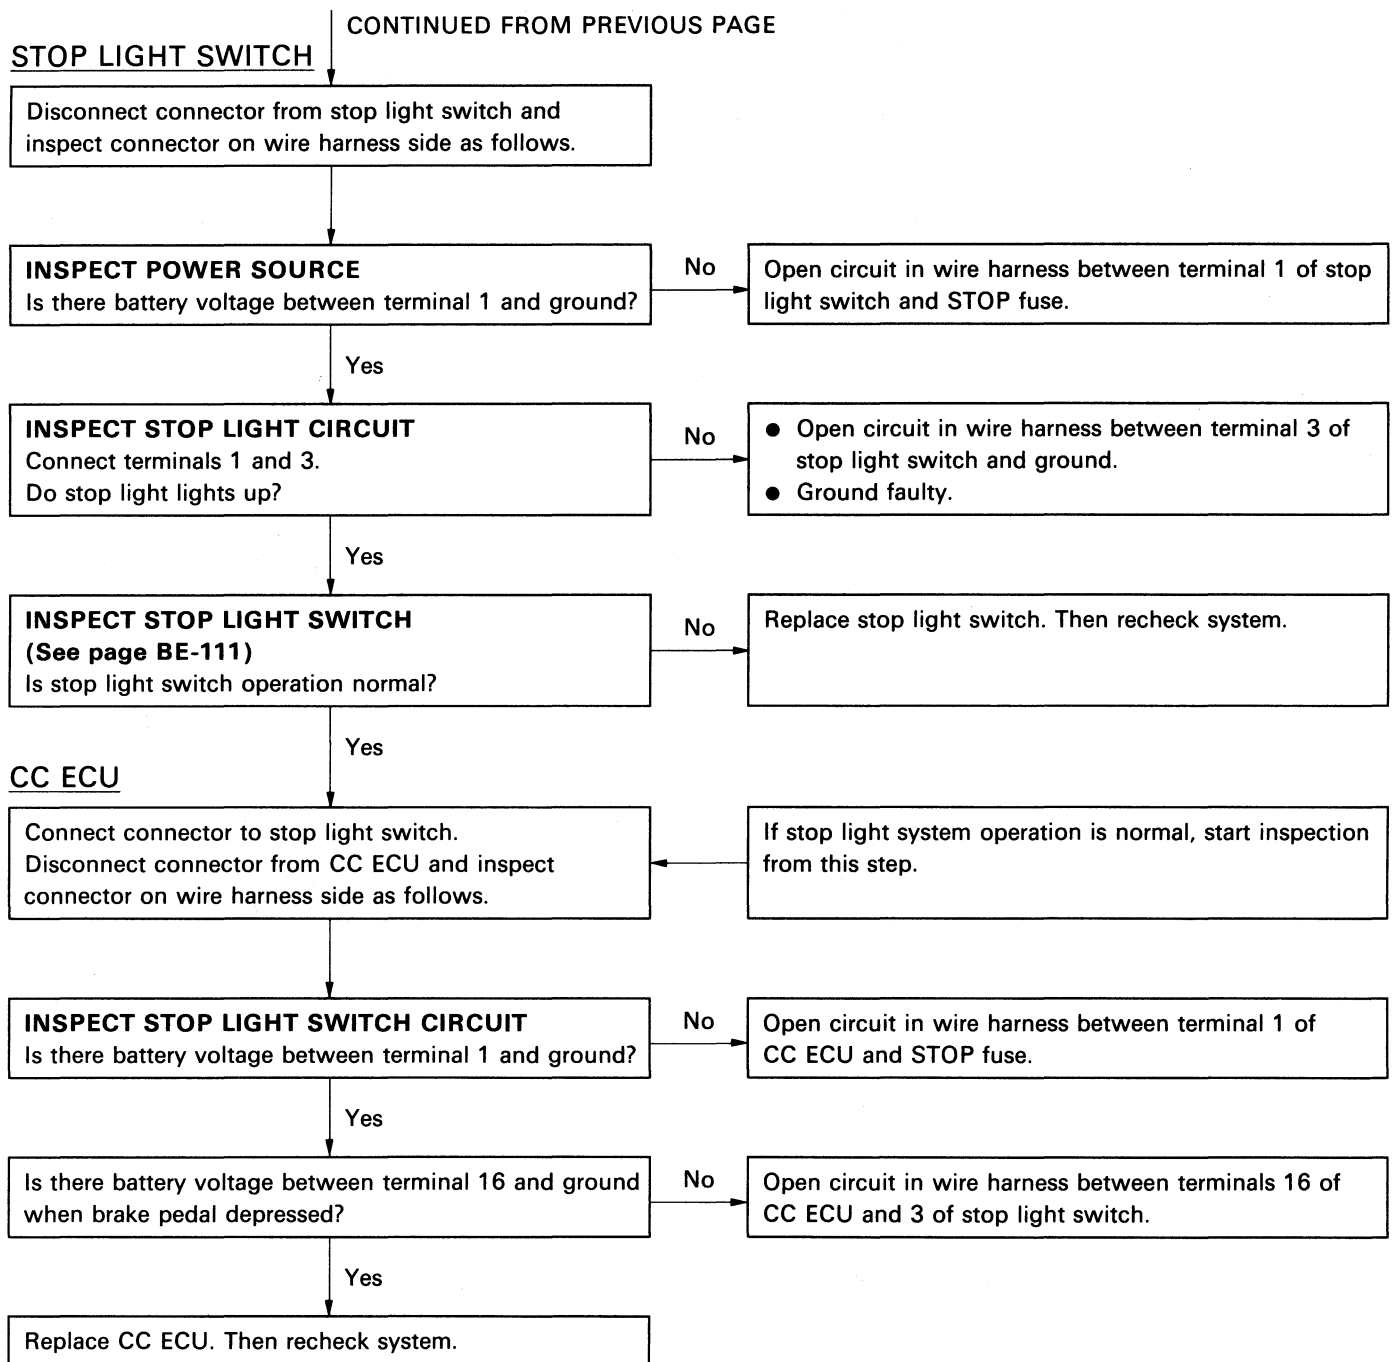 CONTINUED FROM PREVIOUS PAGE
STOP LIGHT SWITCH
Disconnect connector from stop light switch and
inspect connector on wire harness side as follows.
INSPECT POWER SOURCE
Is there battery voltage between terminal 1 and ground?
No
Open circuit in wire harness between terminal 1 of stop
light switch and STOP fuse.
Yes
INSPECT STOP LIGHT CIRCUIT
Connect terminals 1 and 3.
Do stop light lights up?
No
● Open circuit in wire harness between terminal 3 of
stop light switch and ground.
● Ground faulty.
Yes
INSPECT STOP LIGHT SWITCH
(See page BE-111)
Is stop light switch operation normal?
No
Replace stop light switch. Then recheck system.
Yes
CC ECU
Connect connector to stop light switch.
Disconnect connector from CC ECU and inspect
connector on wire harness side as follows.
If stop light system operation is normal, start inspection
from this step.
INSPECT STOP LIGHT SWITCH CIRCUIT
Is there battery voltage between terminal 1 and ground?
No
Open circuit in wire harness between terminal 1 of
CC ECU and STOP fuse.
Yes
Is there battery voltage between terminal 16 and ground
when brake pedal depressed?
No
Open circuit in wire harness between terminals 16 of
CC ECU and 3 of stop light switch.
Yes
Replace CC ECU. Then recheck system.